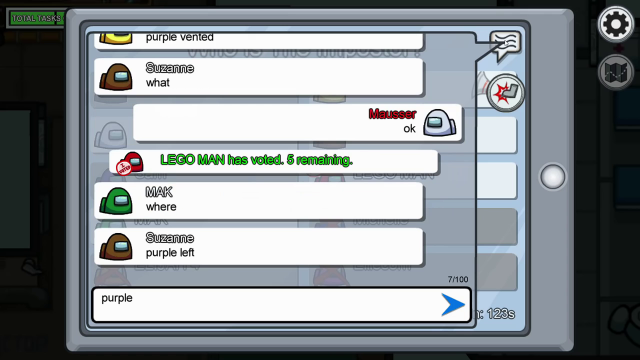 TOTAL TASKS
Who Is The Impostor?
purple vented
Suzanne
what
Mausser
ok
LEGO MAN has voted. 5 remaining.
MAK
where
Suzanne
purple left
7/100
purple
123s